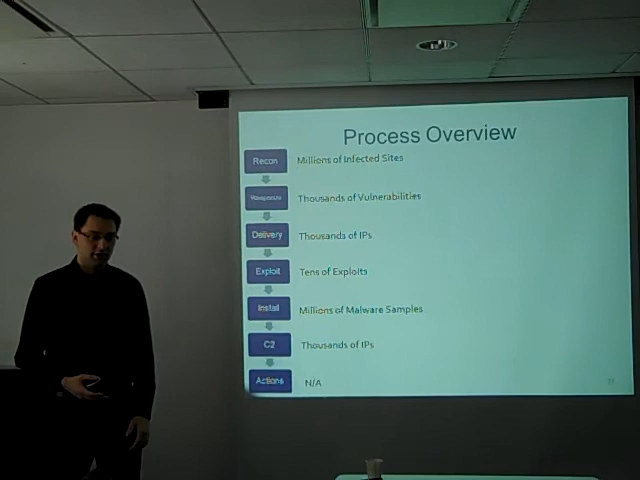 Process Overview
Recon Millions of Infected Sites
Weaponize Thousands of Vulnerabilities
Delivery Thousands of IPs
Exploit Tens of Exploits
Install Millions of Malware Samples
C2 Thousands of IPs
Actions N/A